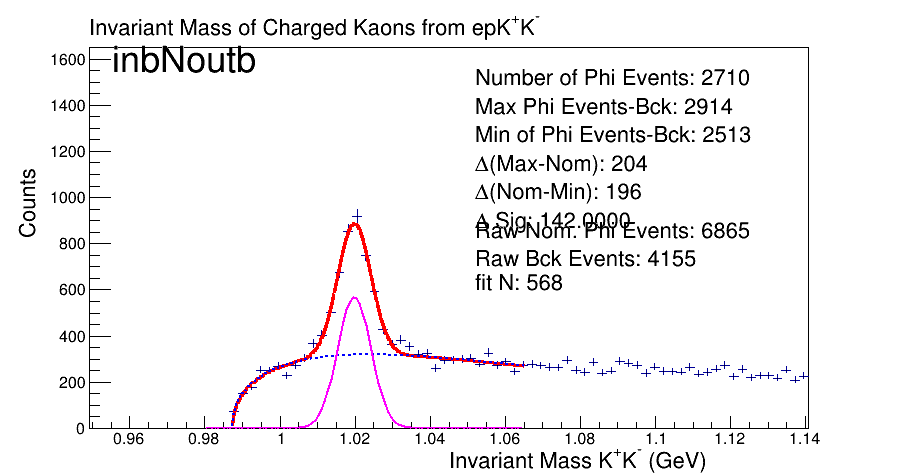 Invariant Mass of Charged Kaons from epK+K-
inbNoutb
Number of Phi Events: 2710
Max Phi Events-Bck: 2914
Min of Phi Events-Bck: 2513
Δ(Max-Nom): 204
Δ(Nom-Min): 196
Δ Sig: 142.0000
Raw Nom. Phi Events: 6865
Raw Bck Events: 4155
fit N: 568
Counts
1600
1400
1200
1000
800
600
400
200
0
0.96 0.98 1 1.02 1.04 1.06 1.08 1.1 1.12 1.14
Invariant Mass K+K- (GeV)